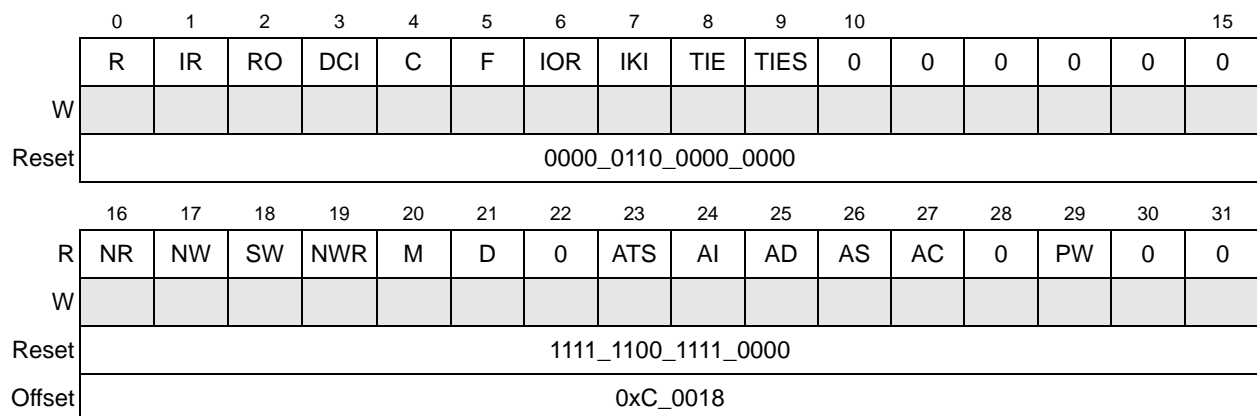 0 1 2 3 4 5 6 7 8 9 10 15
R IR RO DCI C F IOR IKI TIE TIES 0 0 0 0 0 0
W
Reset 0000_0110_0000_0000
16 17 18 19 20 21 22 23 24 25 26 27 28 29 30 31
R NR NW SW NWR M D 0 ATS AI AD AS AC 0 PW 0 0
W
Reset 1111_1100_1111_0000
Offset 0xC_0018